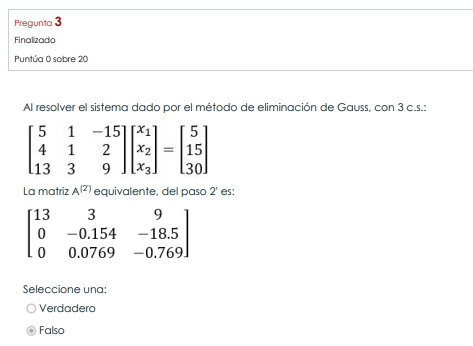 Pregunta 3
Finalizado
Puntúa 0 sobre 20
Al resolver el sistema dado por el método de eliminación de Gauss, con 3 c.s.:
[5 1 −15] [x₁] [5]
[4 1 2] [x₂] = [15]
[13 3 9] [x₃] [30]
La matriz A⁽²⁾ equivalente, del paso 2' es:
[13 3 9]
[0 −0.154 −18.5]
[0 0.0769 −0.769]
Seleccione una:
Verdadero
Falso